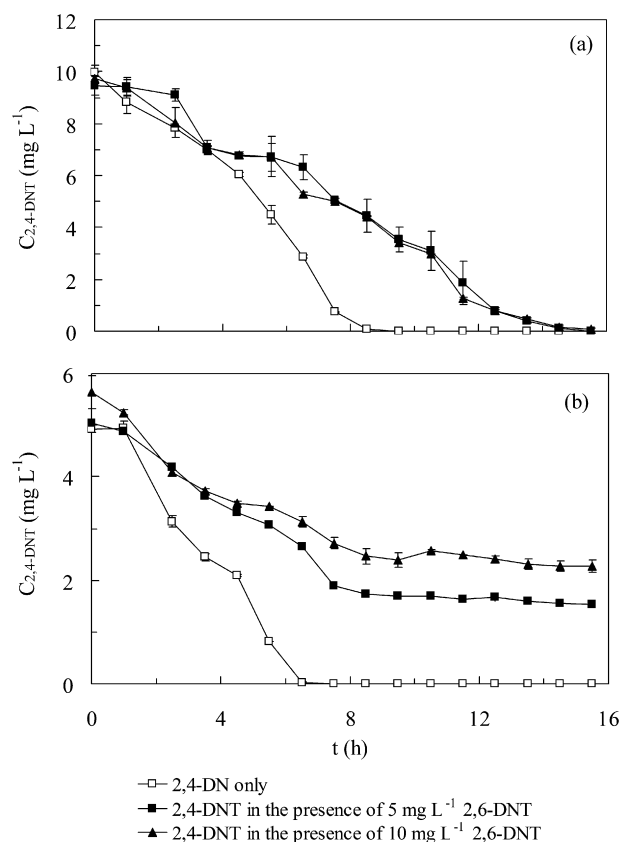 12
10
8
6
4
2
0
C2,4-DNT (mg L-1)
(a)
6
4
2
0
C2,4-DNT (mg L-1)
(b)
0 4 8 12 16
t (h)
2,4-DN only
2,4-DNT in the presence of 5 mg L-1 2,6-DNT
2,4-DNT in the presence of 10 mg L-1 2,6-DNT